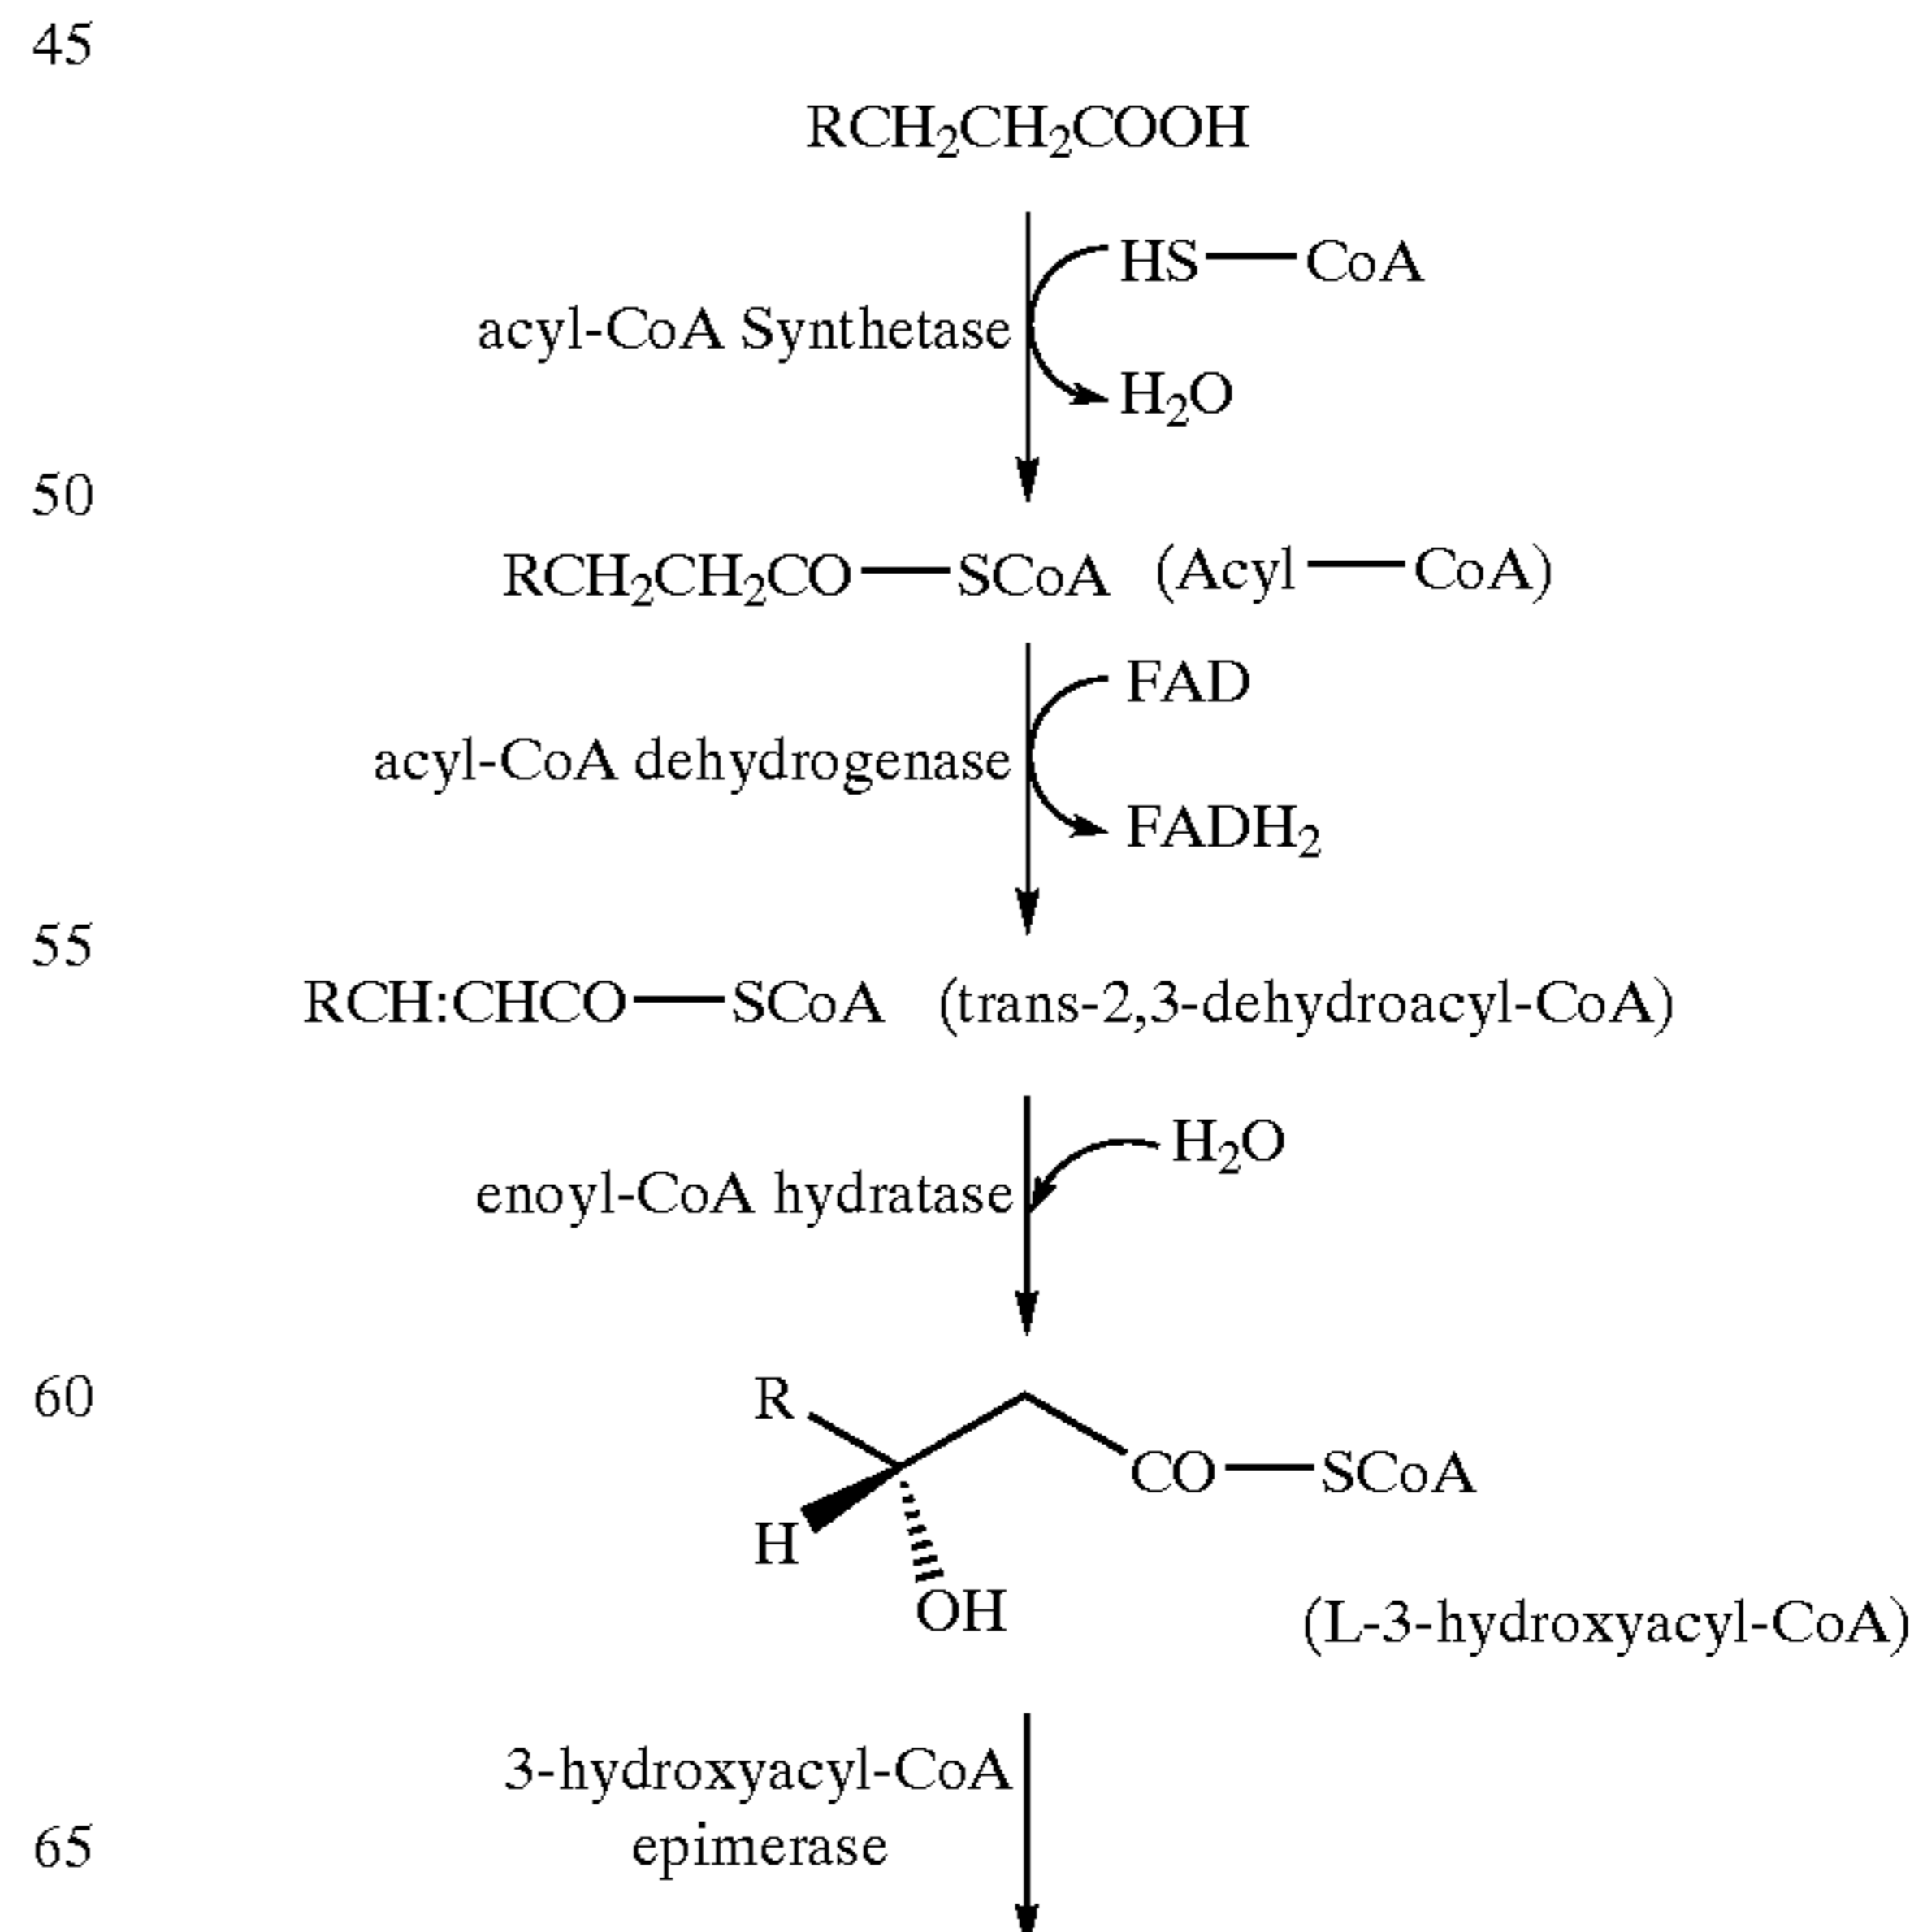 45
RCH₂CH₂COOH
HS—CoA
acyl-CoA Synthetase
H₂O
50
RCH₂CH₂CO—SCoA (Acyl—CoA)
FAD
acyl-CoA dehydrogenase
FADH₂
55
RCH:CHCO—SCoA (trans-2,3-dehydroacyl-CoA)
H₂O
enoyl-CoA hydratase
60
R
CO—SCoA
H
OH
(L-3-hydroxyacyl-CoA)
3-hydroxyacyl-CoA
65
epimerase